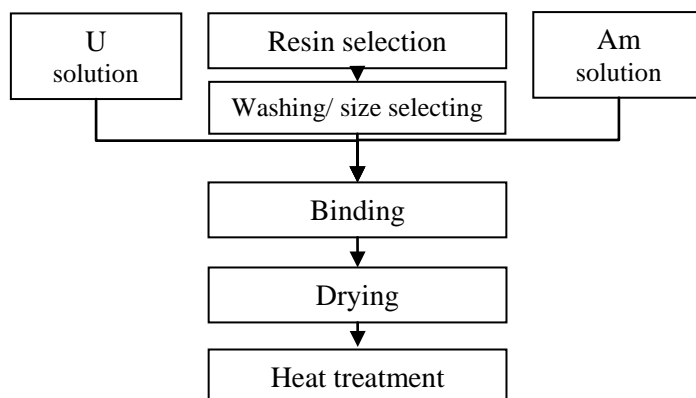 U
solution
Resin selection
Am
solution
Washing/ size selecting
Binding
Drying
Heat treatment